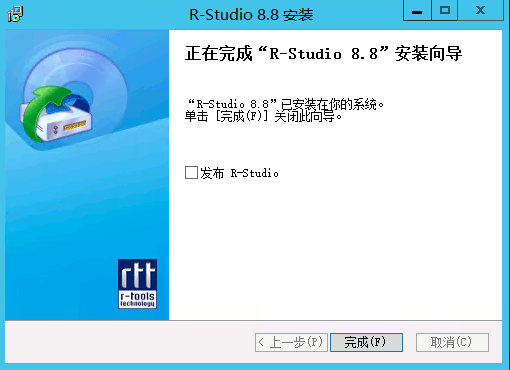 R-Studio 8.8 安装
正在完成“R-Studio 8.8”安装向导
“R-Studio 8.8”已安装在你的系统。
单击 [完成(F)] 关闭此向导。
发布 R-Studio
rtt
r-tools
technology
< 上一步(P)
完成(F)
取消(C)